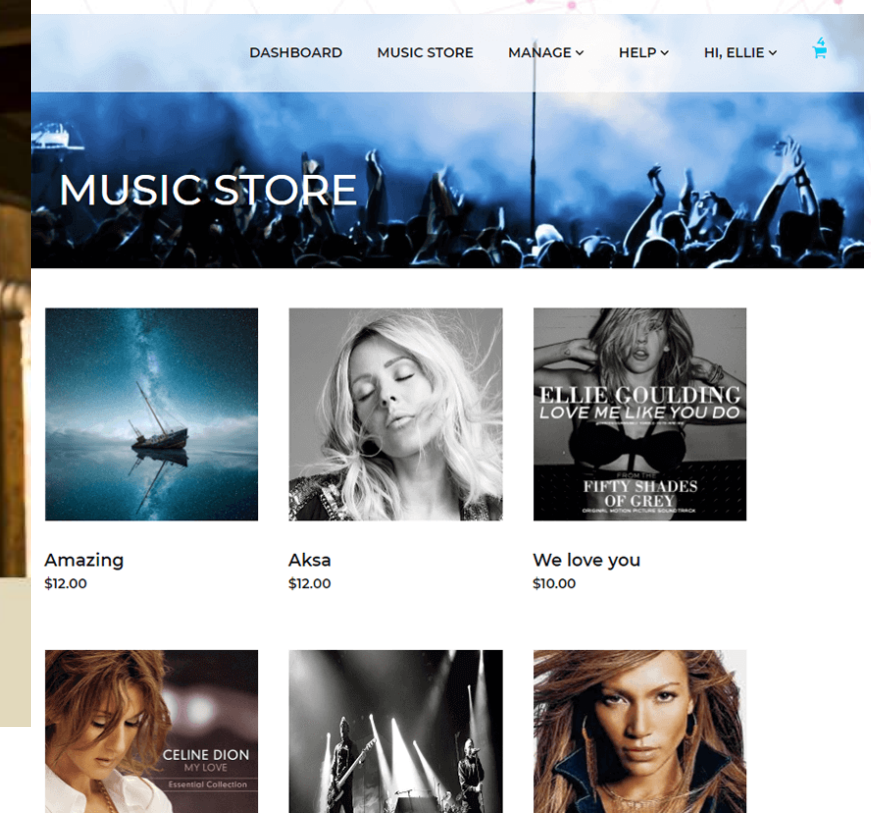 DASHBOARD MUSIC STORE MANAGE HELP HI, ELLIE 4
MUSIC STORE
ELLIE GOULDING
LOVE ME LIKE YOU DO
FROM THE
FIFTY SHADES
OF GREY
ORIGINAL MOTION PICTURE SOUNDTRACK
Amazing
$12.00
Aksa
$12.00
We love you
$10.00
CELINE DION
MY LOVE
Essential Collection